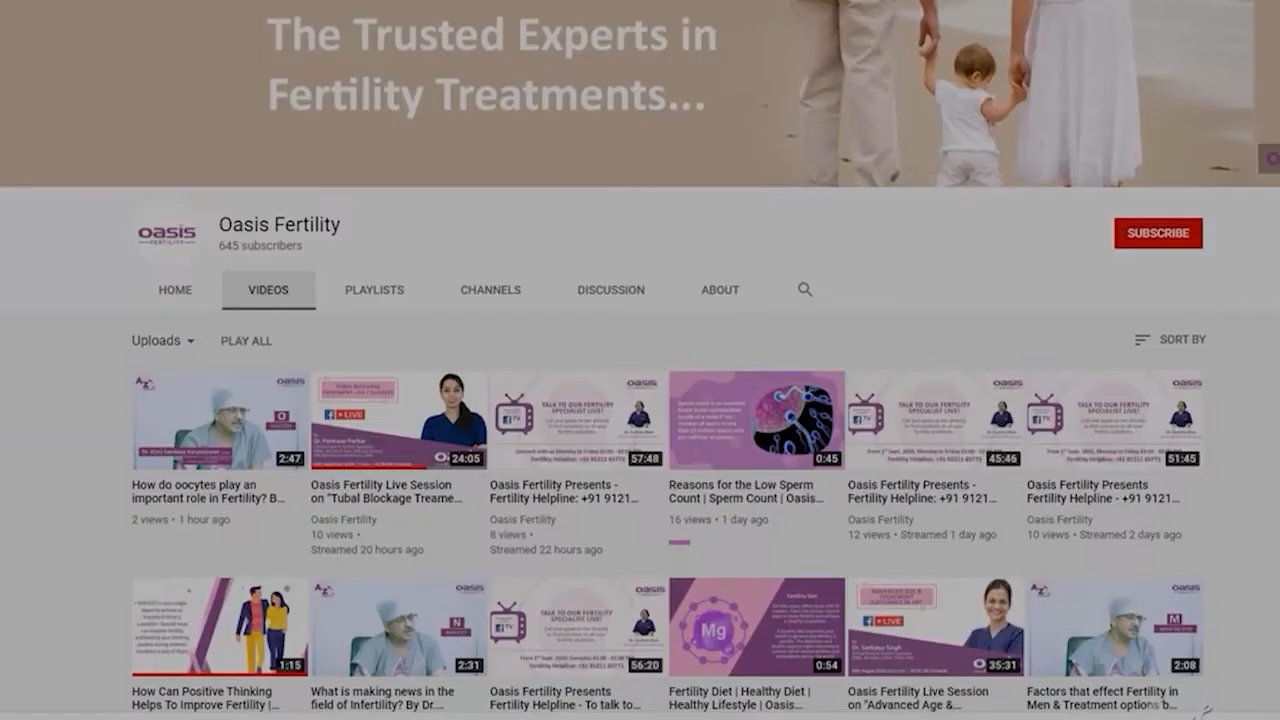 The Trusted Experts in
Fertility Treatments...
oasis
FERTILITY
Oasis Fertility
645 subscribers
SUBSCRIBE
HOME VIDEOS PLAYLISTS CHANNELS DISCUSSION ABOUT
Uploads PLAY ALL SORT BY
2:47 24:05 57:48 0:45 45:46 51:45
How do oocytes play an
important role in Fertility? B...
2 views • 1 hour ago
Oasis Fertility Live Session
on "Tubal Blockage Treame...
Oasis Fertility
10 views •
Streamed 20 hours ago
Oasis Fertility Presents -
Fertility Helpline: +91 9121...
Oasis Fertility
8 views •
Streamed 22 hours ago
Reasons for the Low Sperm
Count | Sperm Count | Oasis...
16 views • 1 day ago
Oasis Fertility Presents -
Fertility Helpline: +91 9121...
Oasis Fertility
12 views • Streamed 1 day ago
Oasis Fertility Presents
Fertility Helpline - +91 9121...
Oasis Fertility
10 views • Streamed 2 days ago
1:15 2:31 56:20 0:54 35:31 2:08
How Can Positive Thinking
Helps To Improve Fertility |...
What is making news in the
field of Infertility? By Dr....
Oasis Fertility Presents
Fertility Helpline - To talk to...
Mg
Fertility Diet | Healthy Diet |
Healthy Lifestyle | Oasis...
Oasis Fertility Live Session
on "Advanced Age &...
Factors that effect Fertility in
Men & Treatment options b...